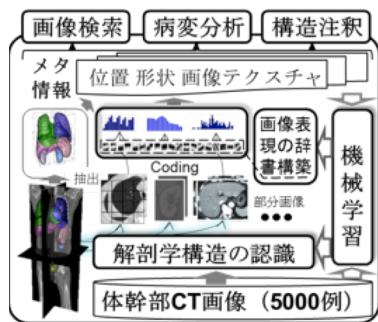 画像検索 病変分析 構造注釈
メタ
情報
位置 形状 画像テクスチャ
画像表
現の辞
書構築
Coding
抽出
部分画像
機械学習
解剖学構造の認識
体幹部CT画像（5000例）